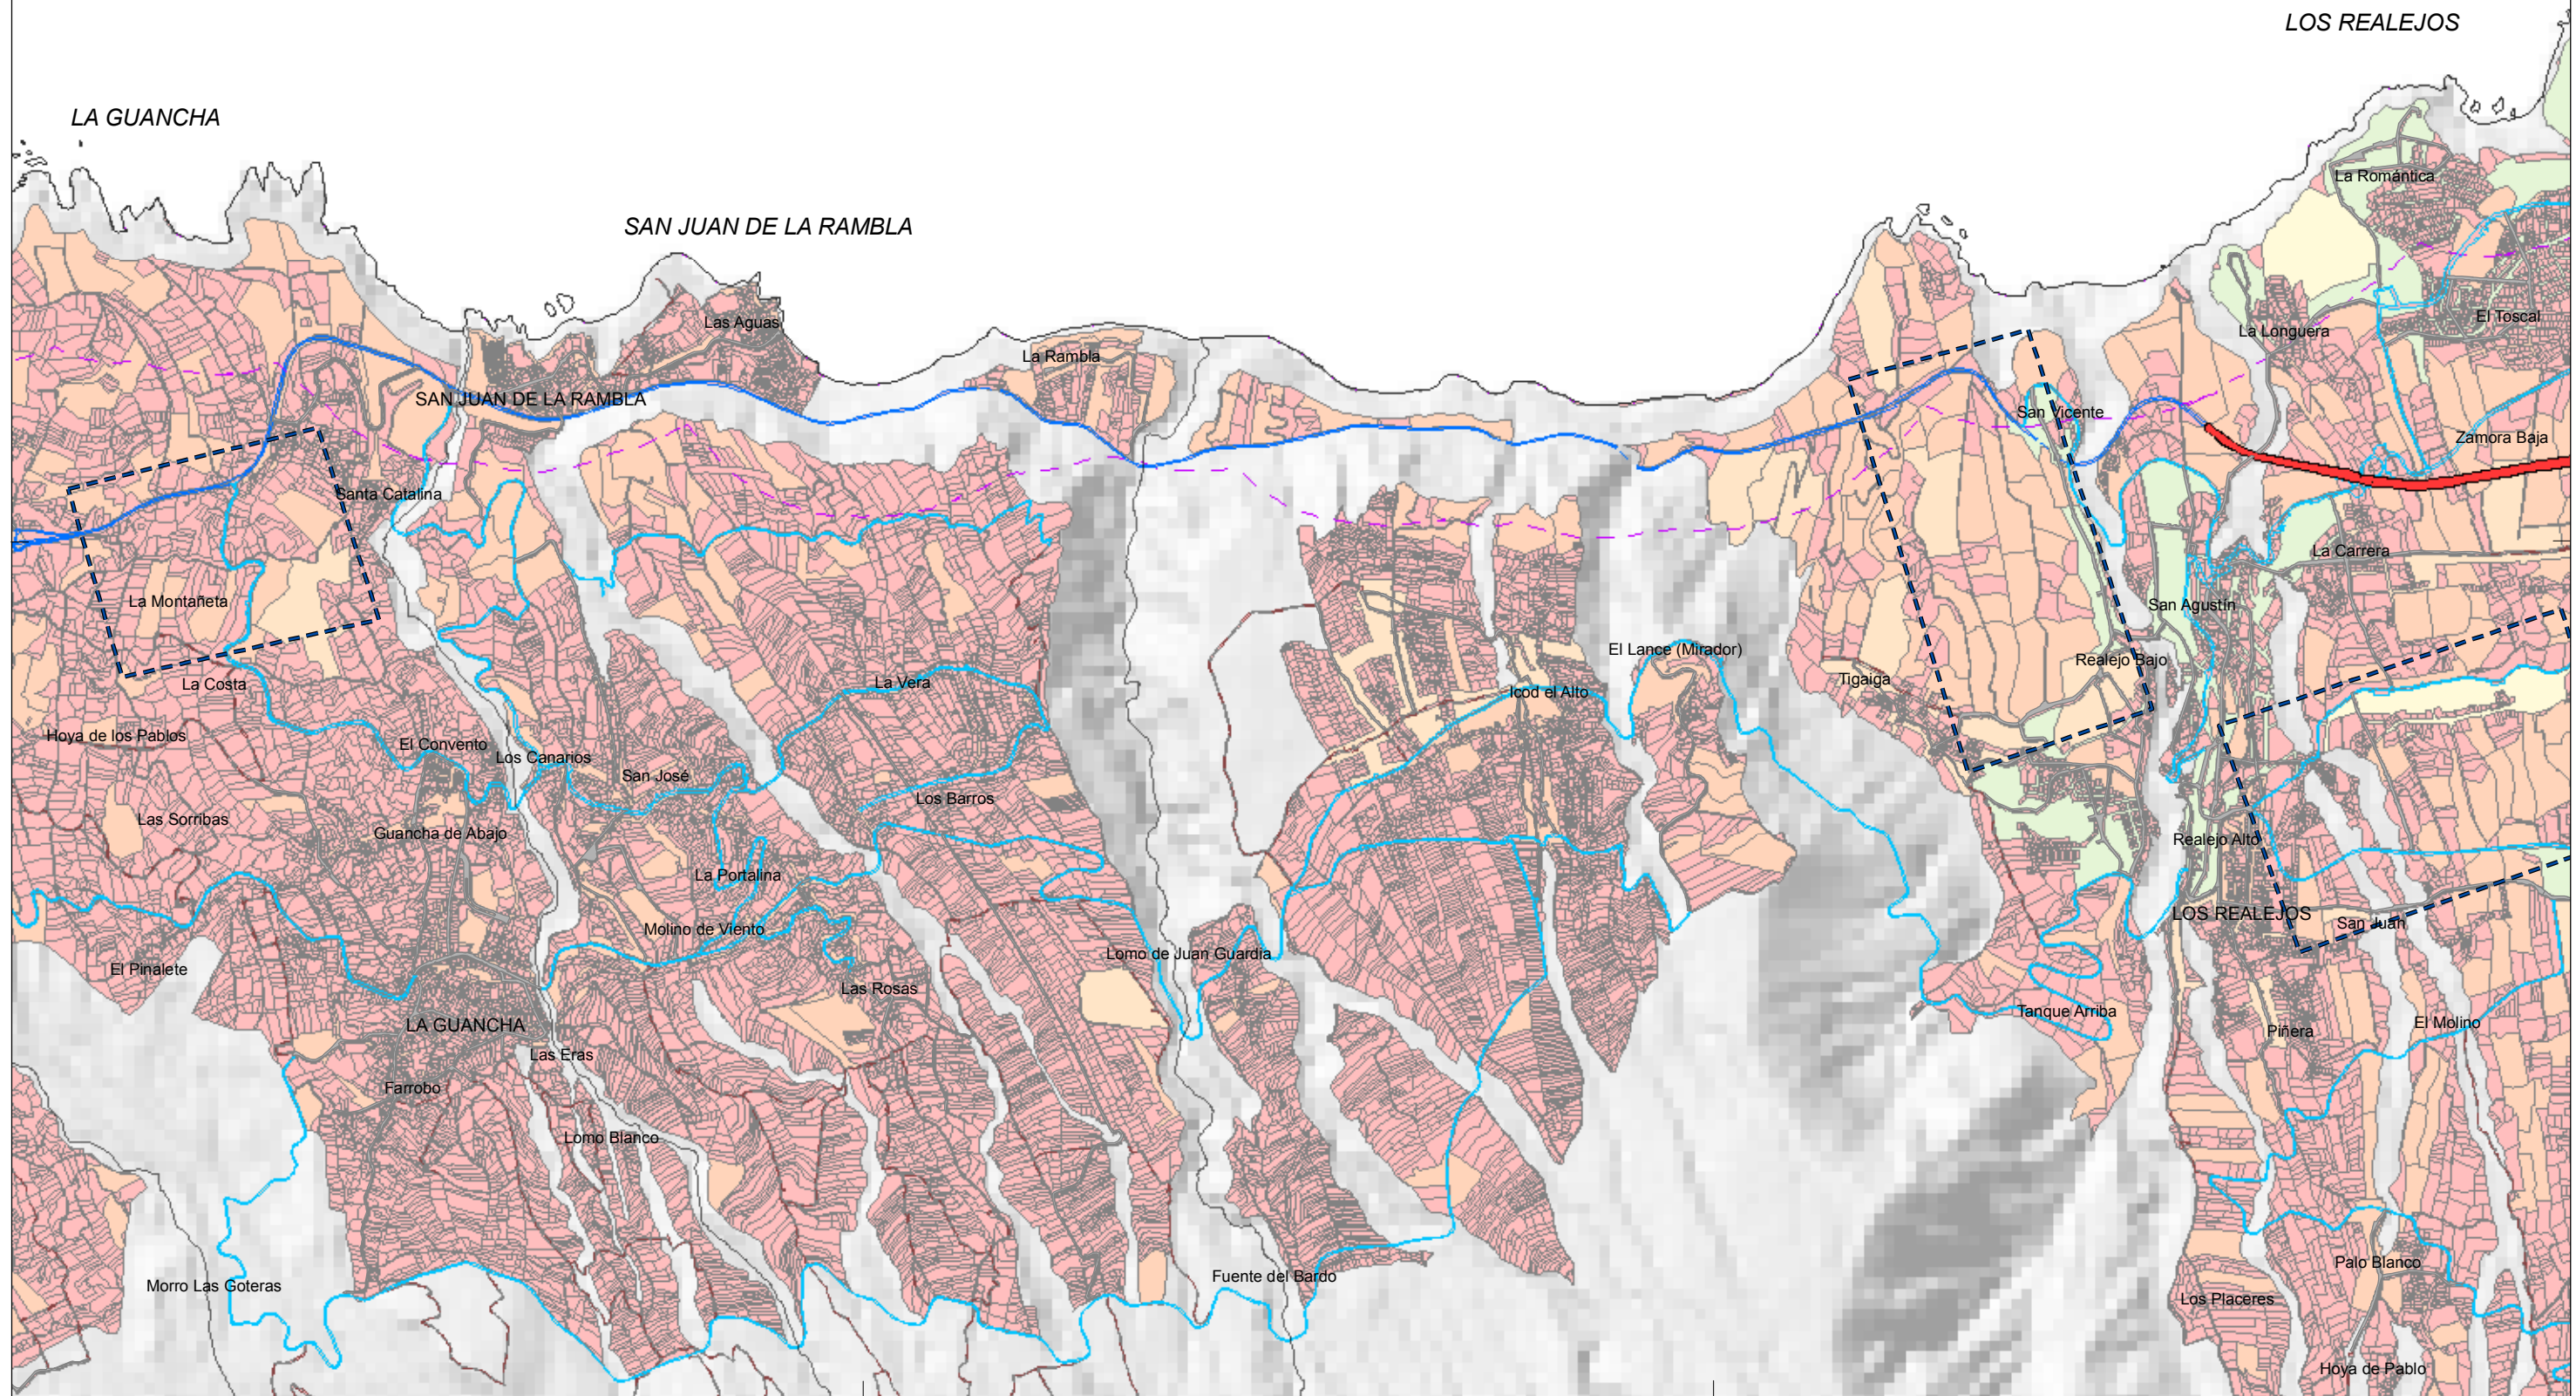 LOS REALEJOS
LA GUANCHA
La Romántica
SAN JUAN DE LA RAMBLA
El Toscal
Las Aguas
La Longuera
La Rambla
SAN JUAN DE LA RAMBLA
San Vicente
Zamora Baja
Santa Catalina
La Carrera
La Montañeta
San Agustín
El Lance (Mirador)
Realejo Bajo
Tigaiga
La Costa
La Vera
Icod el Alto
Hoya de los Pablos
El Convento
Los Canarios
San José
Los Barros
Las Sorribas
Guancha de Abajo
Realejo Alto
La Portalina
LOS REALEJOS
San Juan
Molino de Viento
Lomo de Juan Guardia
El Pinalete
Las Rosas
Tanque Arriba
LA GUANCHA
El Molino
Piñera
Las Eras
Farrobo
Lomo Blanco
Palo Blanco
Fuente del Bardo
Morro Las Goteras
Los Placeres
Hoya de Pablo